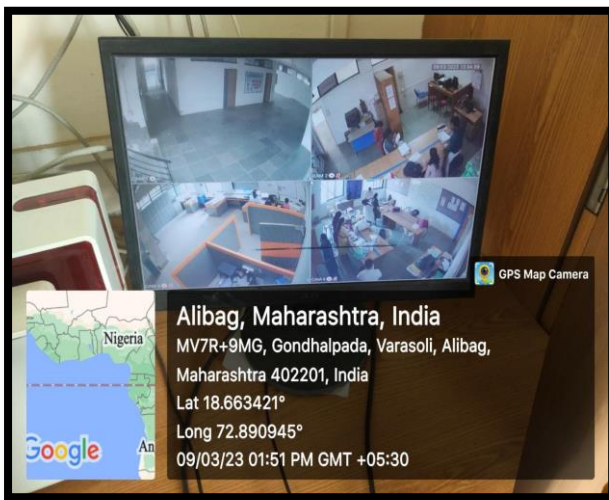 GPS Map Camera
Alibag, Maharashtra, India
MV7R+9MG, Gondhalpada, Varasoli, Alibag,
Maharashtra 402201, India
Lat 18.663421°
Long 72.890945°
09/03/23 01:51 PM GMT +05:30
Nigeria
Google
An